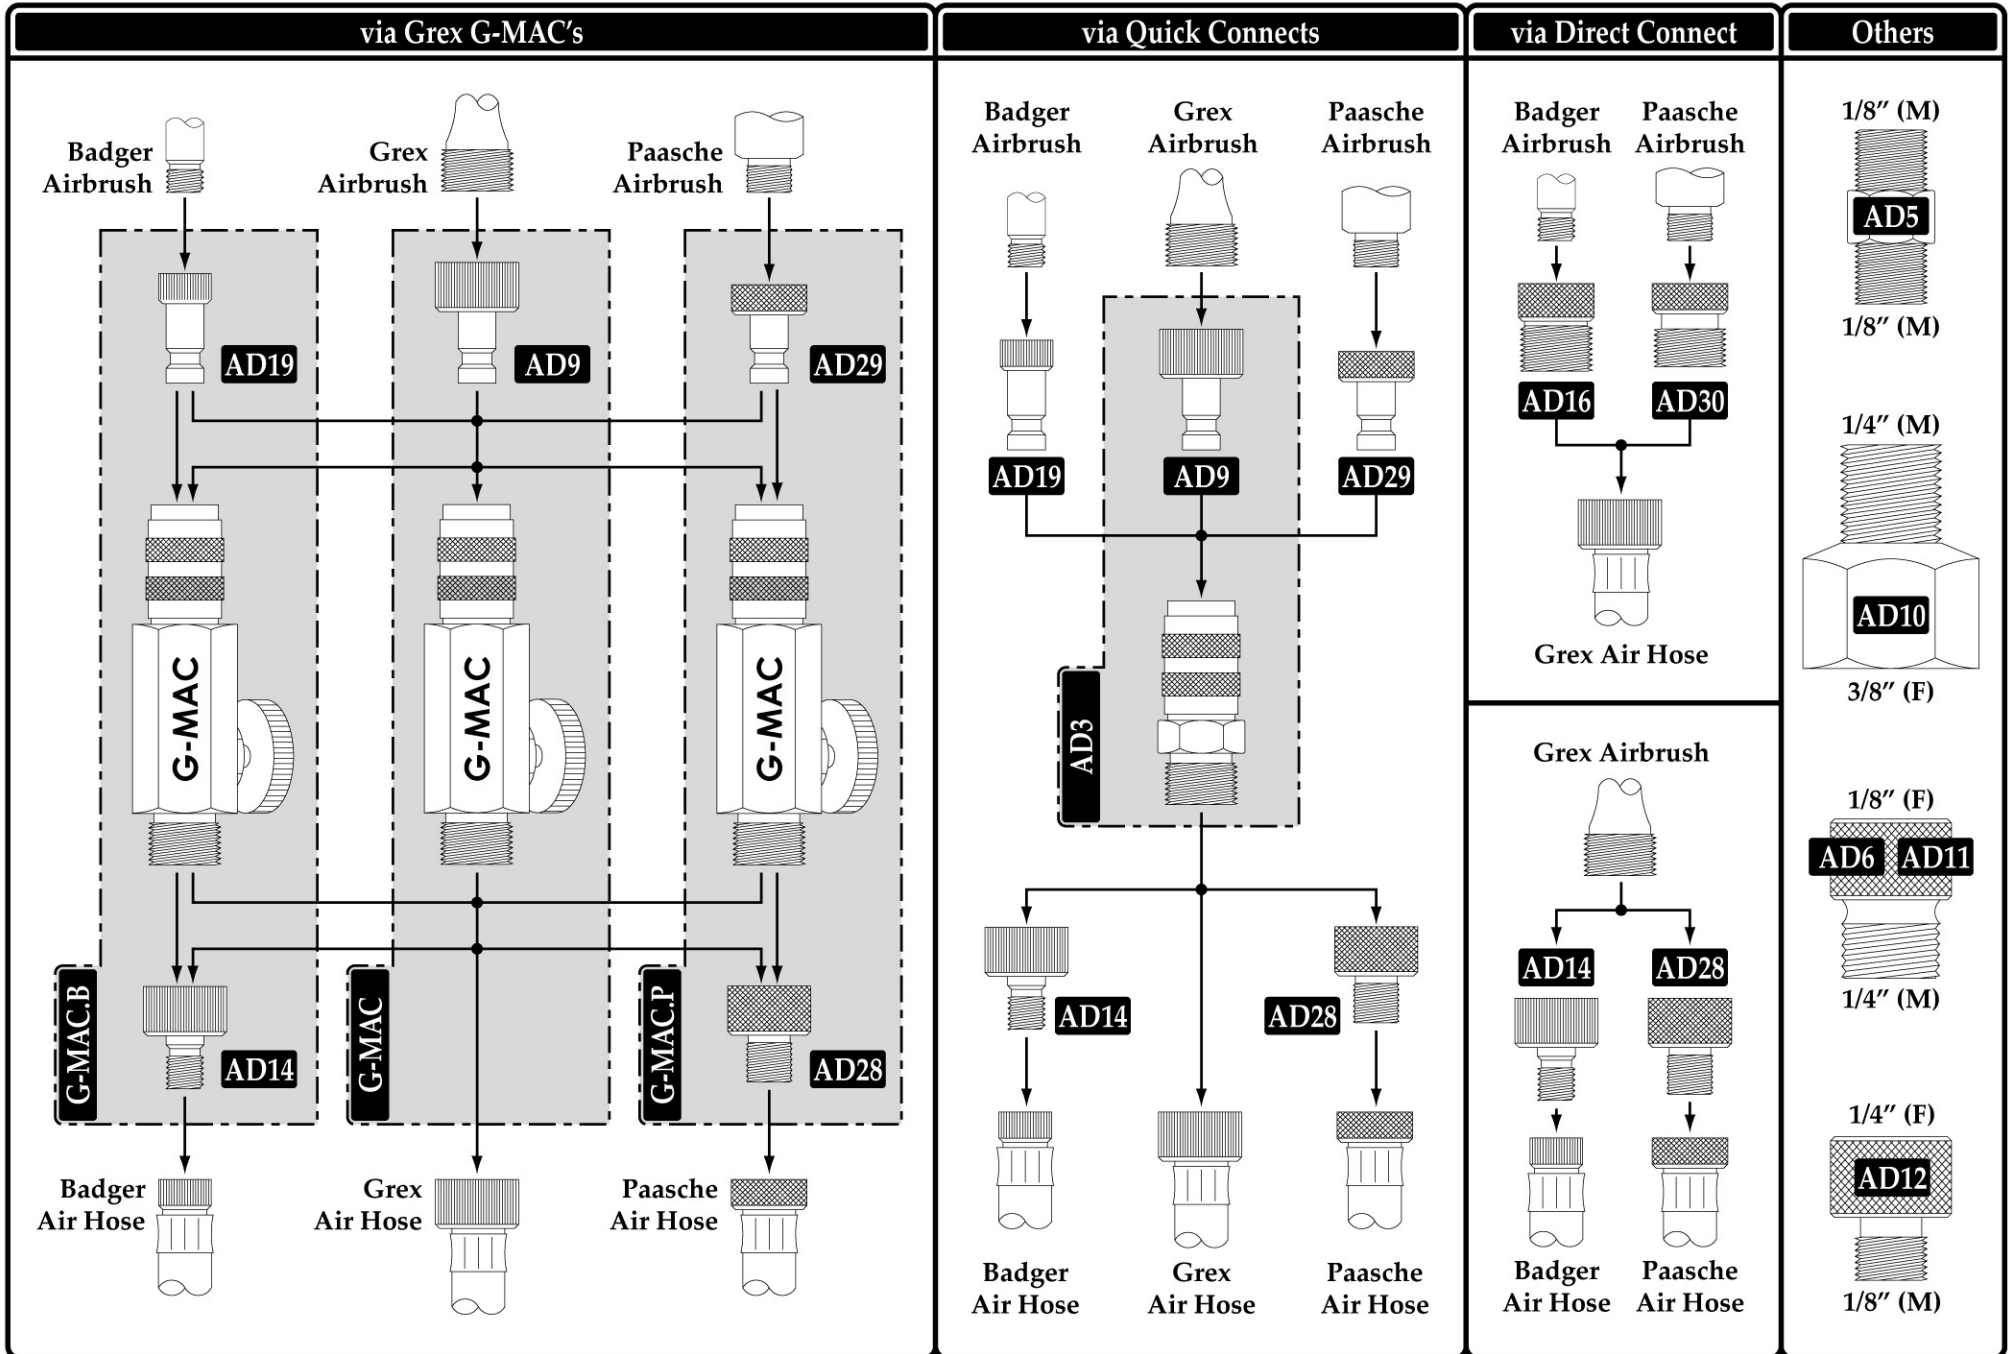 via Grex G-MAC's
Badger
Airbrush
Grex
Airbrush
Paasche
Airbrush
AD19
AD9
AD29
G-MAC
G-MAC
G-MAC
G-MAC.B
G-MAC
G-MAC.P
AD14
AD28
Badger
Air Hose
Grex
Air Hose
Paasche
Air Hose
via Quick Connects
Badger
Airbrush
Grex
Airbrush
Paasche
Airbrush
AD19
AD9
AD29
AD3
AD14
AD28
Badger
Air Hose
Grex
Air Hose
Paasche
Air Hose
via Direct Connect
Badger
Airbrush
Paasche
Airbrush
AD16
AD30
Grex Air Hose
Grex Airbrush
AD14
AD28
Badger
Air Hose
Paasche
Air Hose
Others
1/8” (M)
AD5
1/8” (M)
1/4” (M)
AD10
3/8” (F)
1/8” (F)
AD6
AD11
1/4” (M)
1/4” (F)
AD12
1/8” (M)